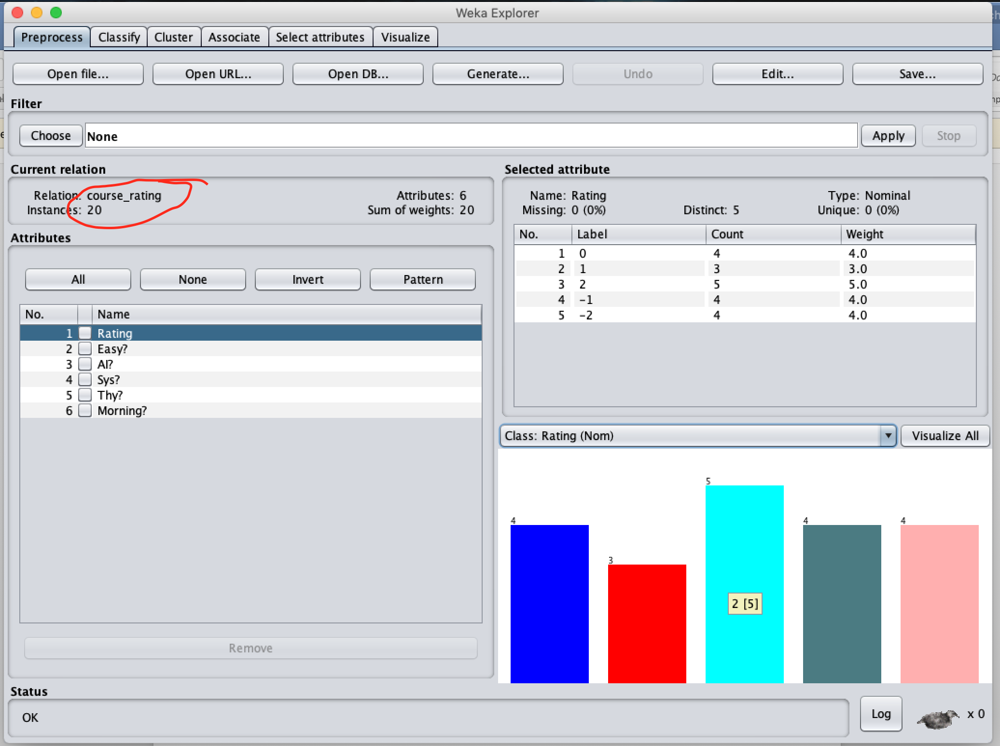 Weka Explorer
Preprocess Classify Cluster Associate Select attributes Visualize
Open file... Open URL... Open DB... Generate... Undo Edit... Save...
Filter
Choose None Apply Stop
Current relation
Relation: course_rating Attributes: 6
Instances: 20 Sum of weights: 20
Attributes
All None Invert Pattern
No. Name
1 Rating
2 Easy?
3 AI?
4 Sys?
5 Thy?
6 Morning?
Remove
Selected attribute
Name: Rating Type: Nominal
Missing: 0 (0%) Distinct: 5 Unique: 0 (0%)
No. Label Count Weight
1 0 4 4.0
2 1 3 3.0
3 2 5 5.0
4 -1 4 4.0
5 -2 4 4.0
Class: Rating (Nom) Visualize All
4 3 5 4 4
2 [5]
Status
OK
Log x 0